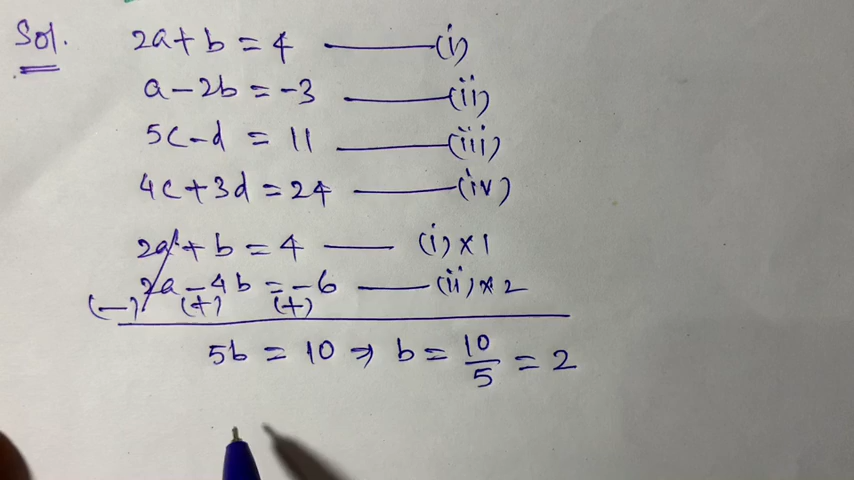 Sol. 2a + b = 4 ——— (i)
a - 2b = -3 ——— (ii)
5c - d = 11 ——— (iii)
4c + 3d = 24 ——— (iv)
2a + b = 4 —— (i) × 1
2a - 4b = -6 —— (ii) × 2
(-) (+) (+)
5b = 10 ⇒ b = 10/5 = 2